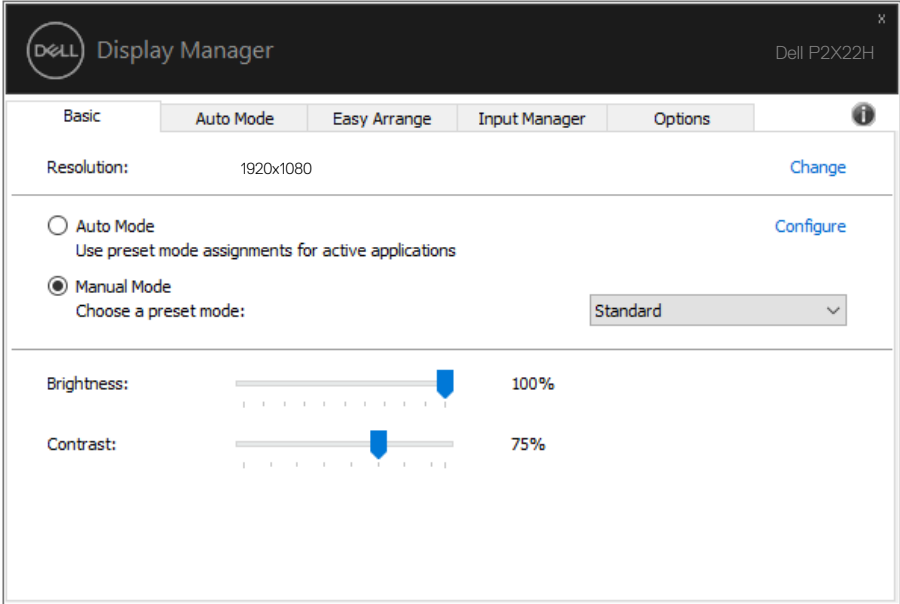 x
DELL Display Manager
Dell P2X22H
Basic Auto Mode Easy Arrange Input Manager Options
Resolution: 1920x1080 Change
Auto Mode Configure
Use preset mode assignments for active applications
Manual Mode
Choose a preset mode: Standard
Brightness: 100%
Contrast: 75%